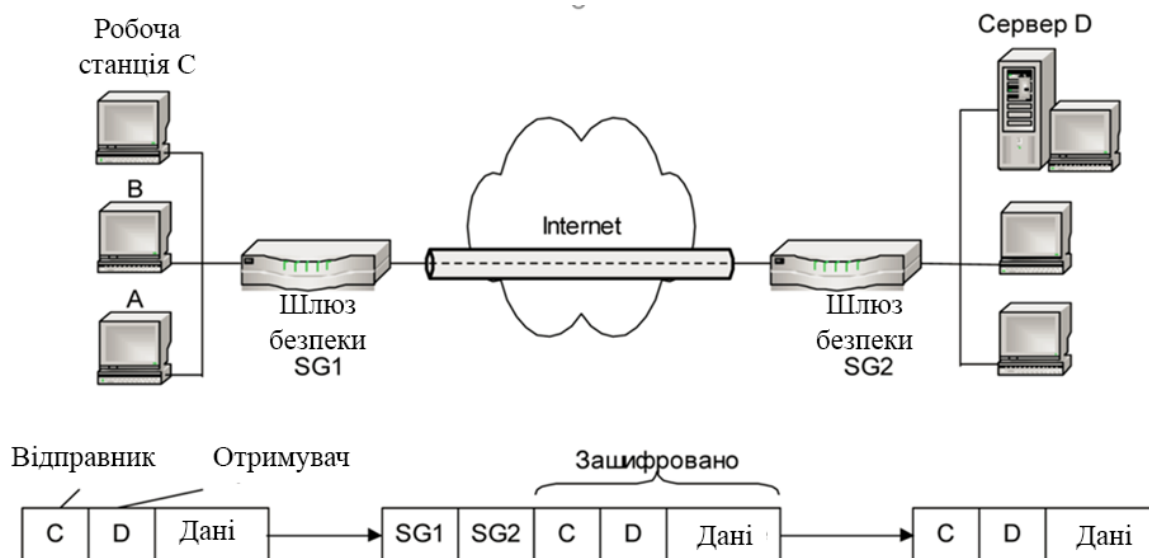 Робоча
станція C
Сервер D
B
A
Internet
Шлюз
безпеки
SG1
Шлюз
безпеки
SG2
Відправник
Отримувач
Зашифровано
C D Дані
SG1 SG2 C D Дані
C D Дані